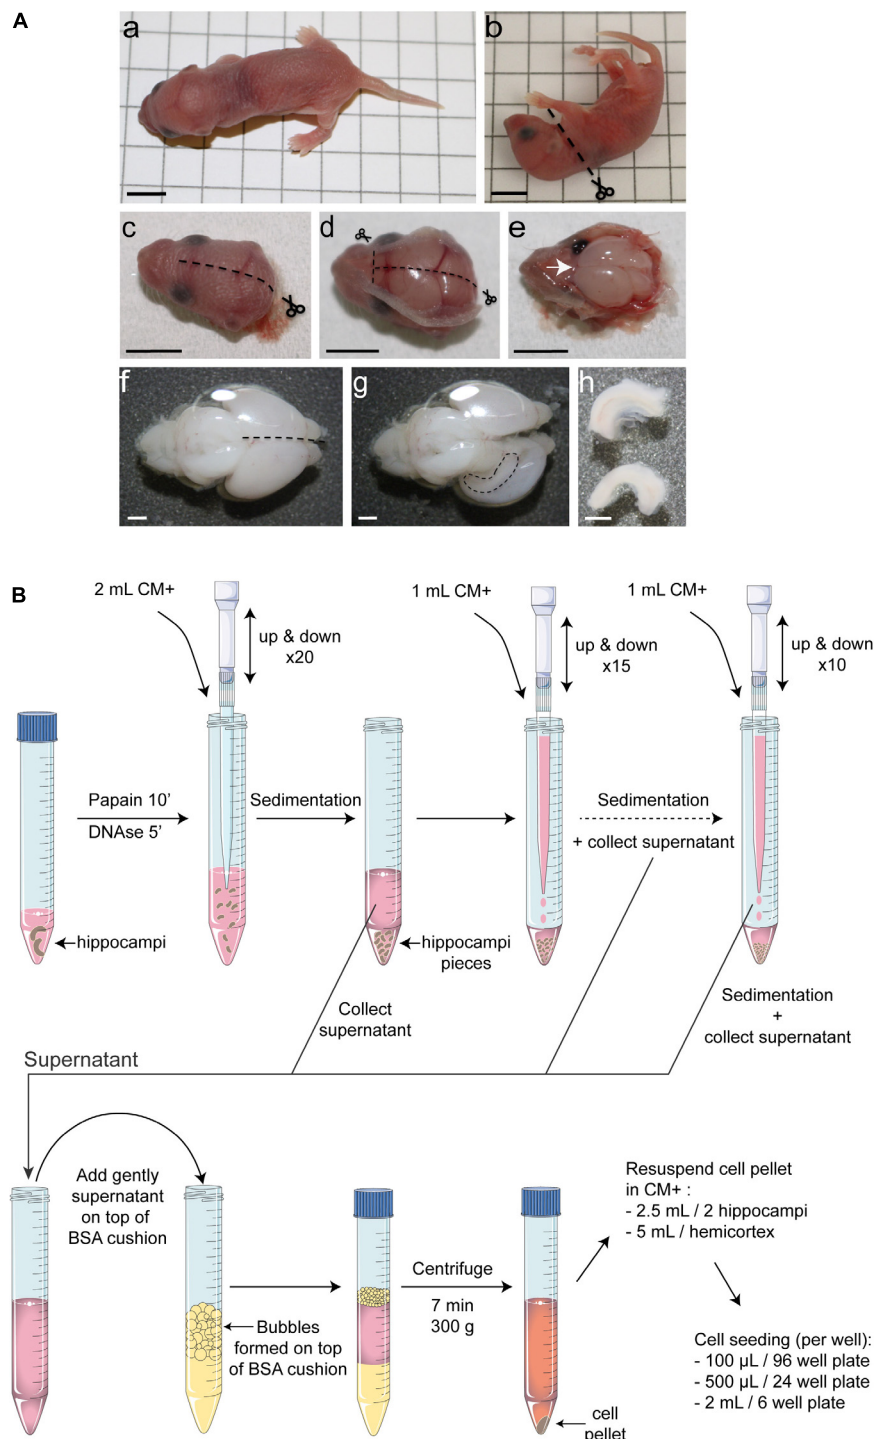 A
a
b
c
d
e
f
g
h
B
2 mL CM+
1 mL CM+
1 mL CM+
up & down
x20
up & down
x15
up & down
x10
Papain 10’
DNAse 5’
Sedimentation
Sedimentation
+ collect supernatant
hippocampi
hippocampi
pieces
Collect
supernatant
Sedimentation
+
collect supernatant
Supernatant
Add gently
supernatant
on top of
BSA cushion
Bubbles
formed on top
of BSA cushion
Centrifuge
7 min
300 g
cell
pellet
Resuspend cell pellet
in CM+ :
- 2.5 mL / 2 hippocampi
- 5 mL / hemicortex
Cell seeding (per well):
- 100 µL / 96 well plate
- 500 µL / 24 well plate
- 2 mL / 6 well plate